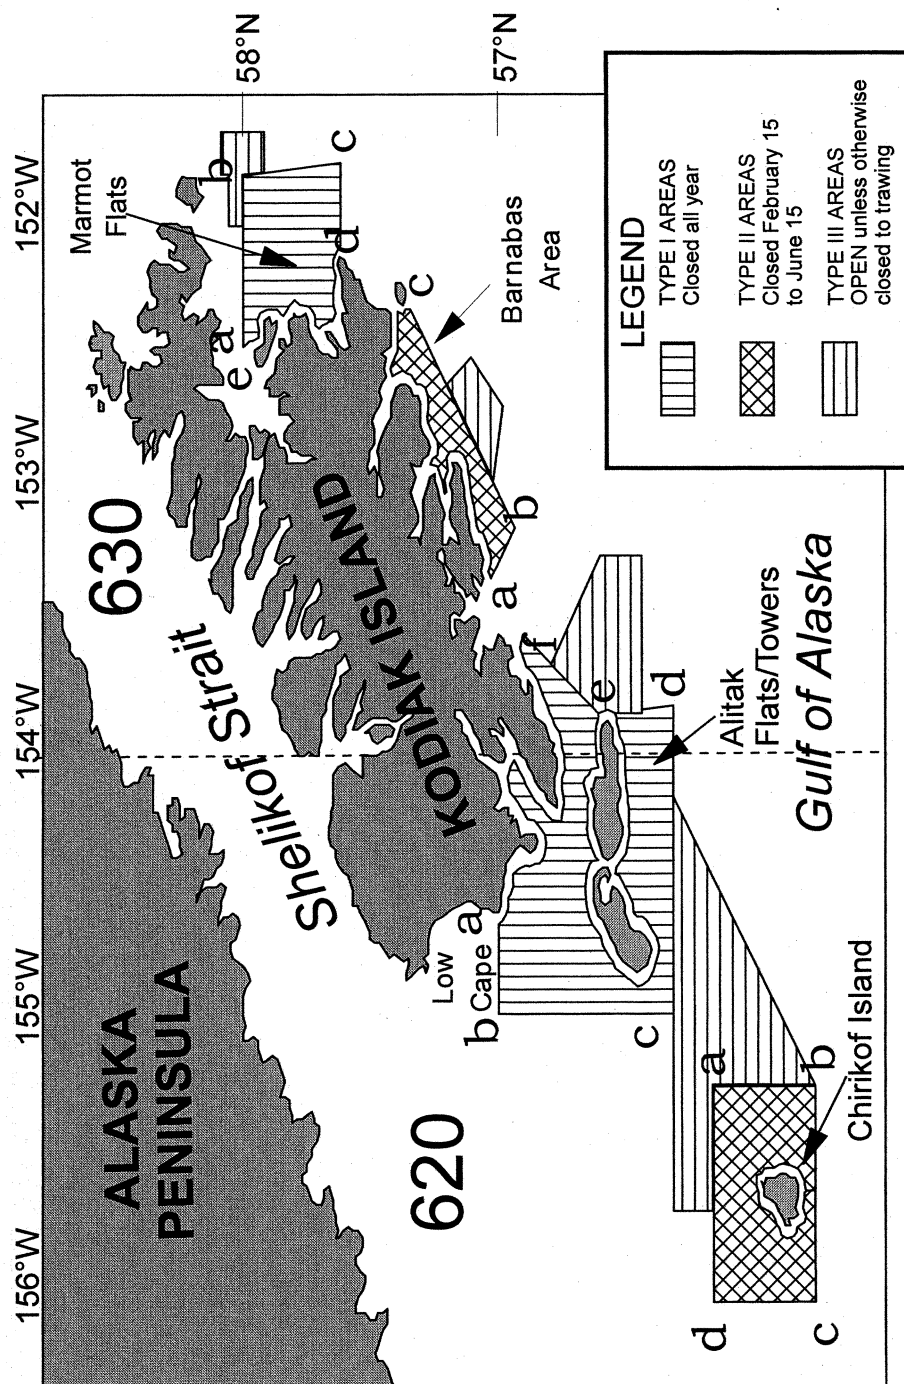 156°W
155°W
154°W
153°W
152°W
58°N
57°N
ALASKA
PENINSULA
630
620
Shelikof Strait
KODIAK ISLAND
Marmot
Flats
a
b
c
d
e
Barnabas
Area
a
b
c
Low
Cape
a
b
c
d
e
f
Alitak
Flats/Towers
Gulf of Alaska
a
b
c
d
Chirikof Island
LEGEND
TYPE I AREAS
Closed all year
TYPE II AREAS
Closed February 15
to June 15
TYPE III AREAS
OPEN unless otherwise
closed to trawing